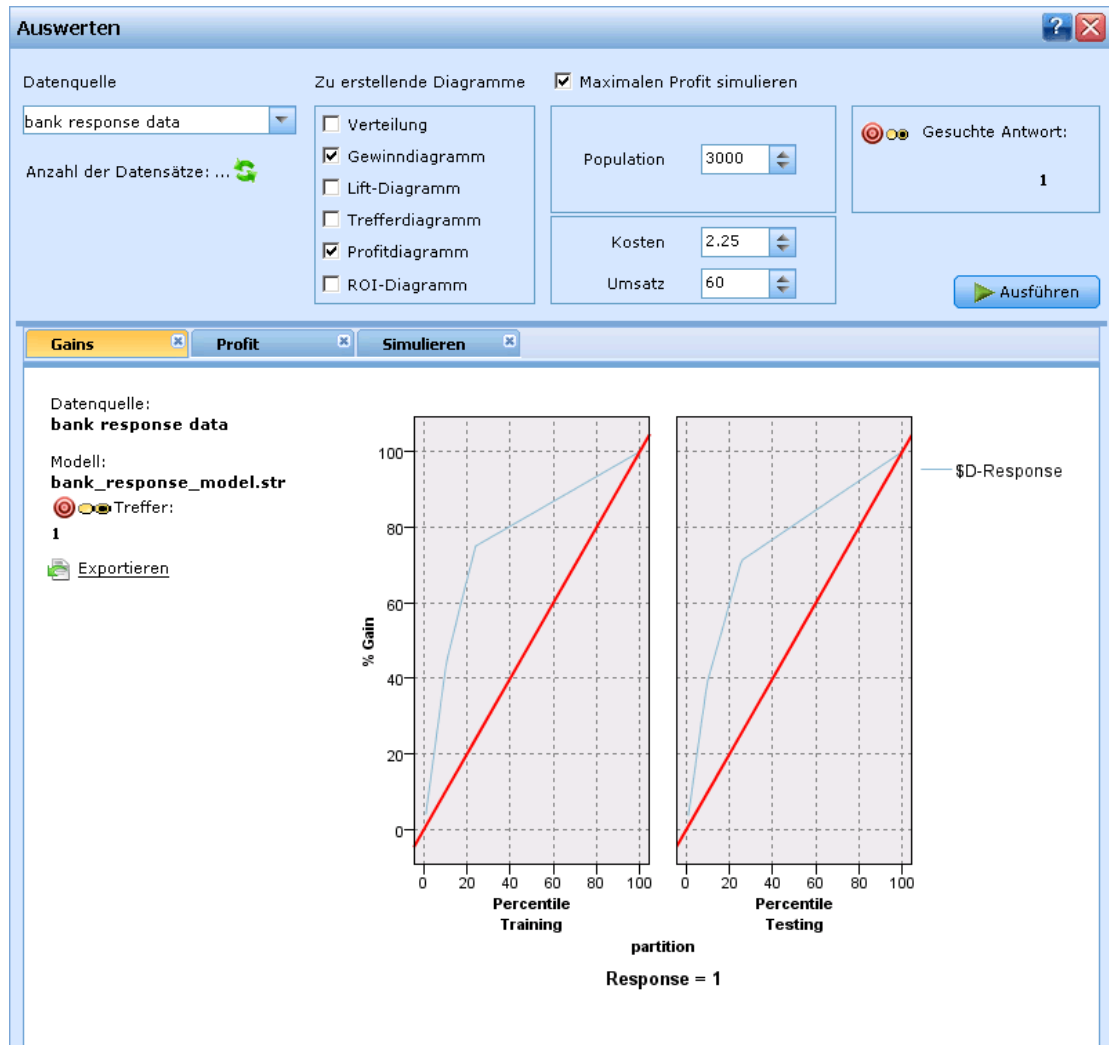 Auswerten
Datenquelle
bank response data
Anzahl der Datensätze: ...
Zu erstellende Diagramme
Verteilung
Gewinndiagramm
Lift-Diagramm
Trefferdiagramm
Profitdiagramm
ROI-Diagramm
Maximalen Profit simulieren
Population 3000
Kosten 2.25
Umsatz 60
Gesuchte Antwort:
1
Ausführen
Gains Profit Simulieren
Datenquelle:
bank response data
Modell:
bank_response_model.str
Treffer:
1
Exportieren
% Gain
100
80
60
40
20
0
0 20 40 60 80 100
Percentile
Training
0 20 40 60 80 100
Percentile
Testing
partition
Response = 1
$D-Response